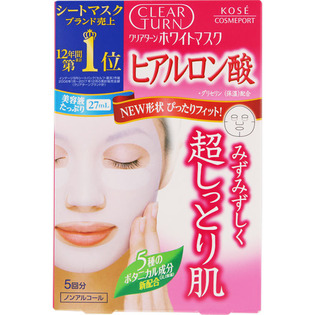 シートマスク
ブランド売上
12年間
第1位
CLEAR
TURN
KOSÉ
COSMEPORT
クリアターン ホワイトマスク
ヒアルロン酸
+グリセリン(保湿)配合
美容液
たっぷり
27mL
NEW形状 ぴったりフィット!
みずみずしく
超しっとり肌
5種の
ボタニカル成分
新配合
5回分
ノンアルコール